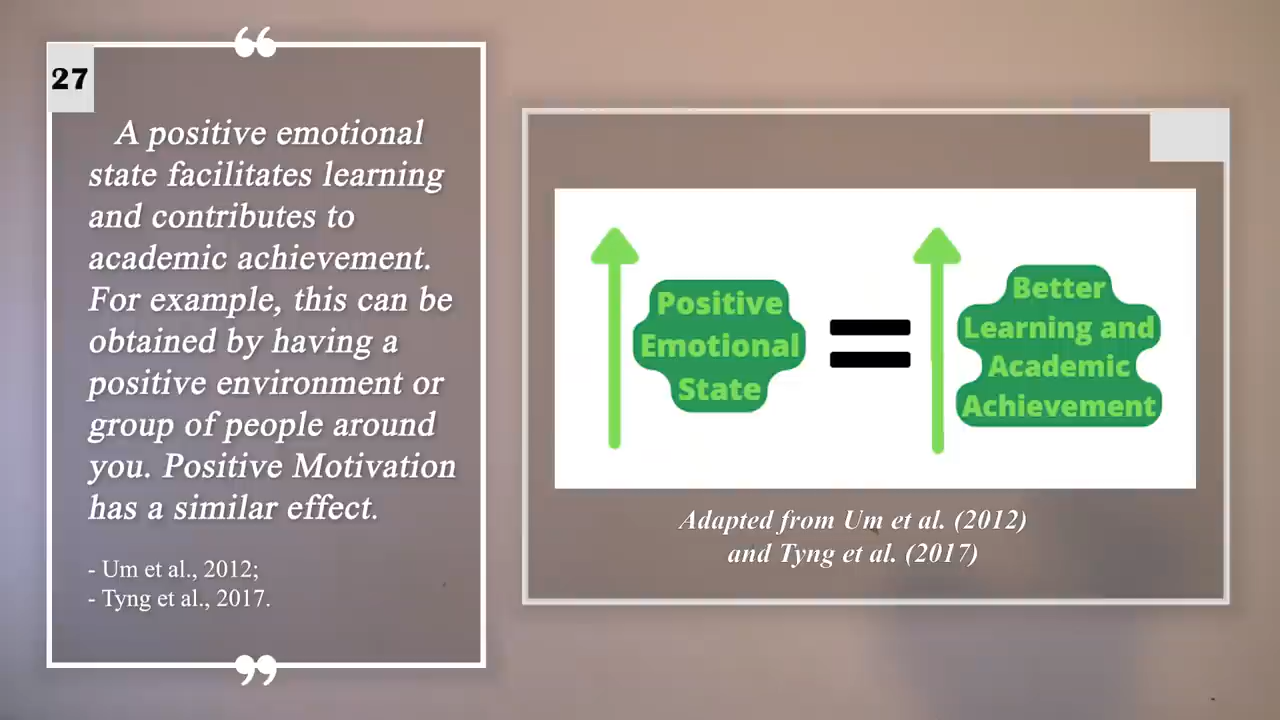 ❝
27
A positive emotional
state facilitates learning
and contributes to
academic achievement.
For example, this can be
obtained by having a
positive environment or
group of people around
you. Positive Motivation
has a similar effect.
- Um et al., 2012;
- Tyng et al., 2017.
❞
Positive
Emotional
State
=
Better
Learning and
Academic
Achievement
Adapted from Um et al. (2012)
and Tyng et al. (2017)